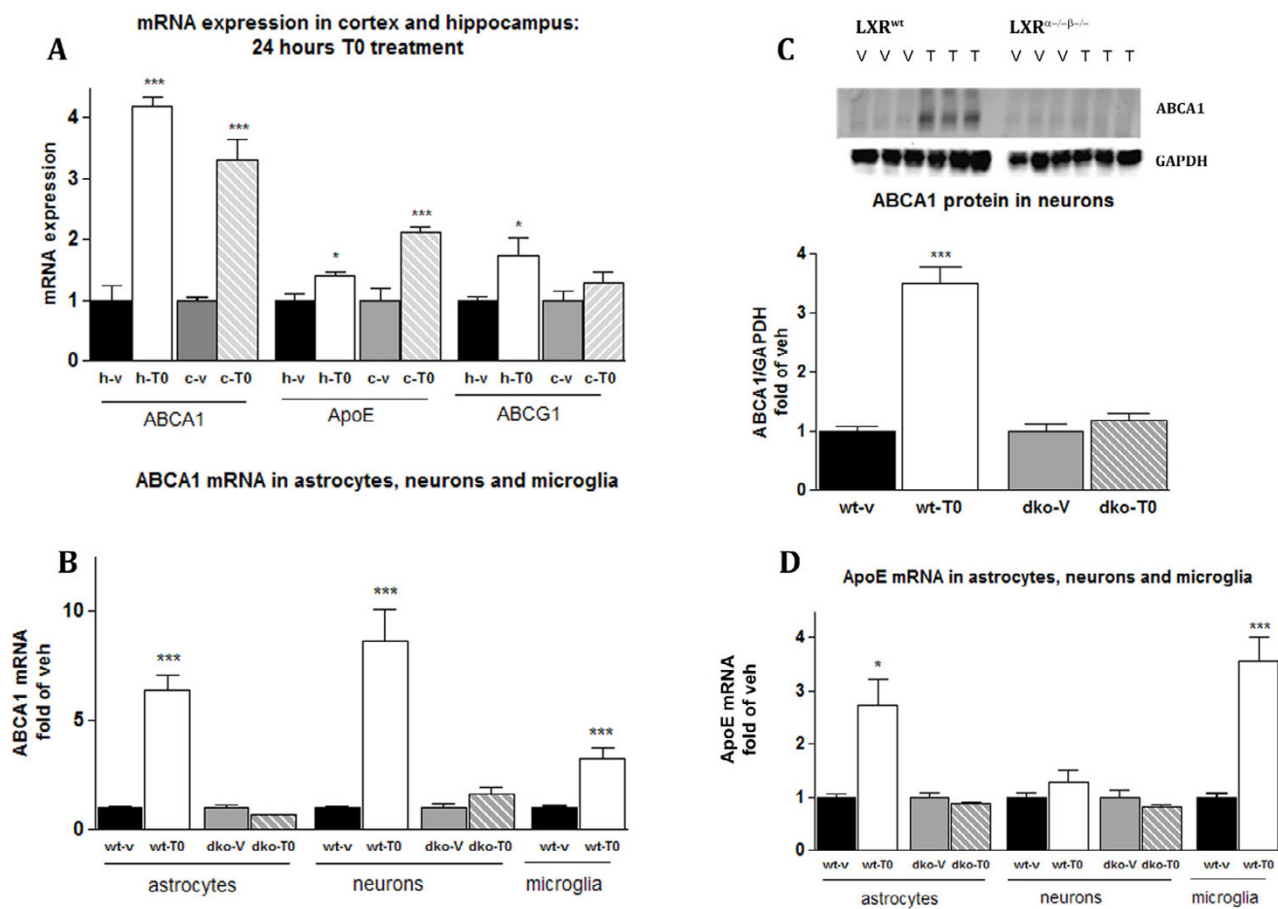 A
mRNA expression in cortex and hippocampus:
24 hours T0 treatment
mRNA expression
4
3
2
1
0
***
***
*
***
*
h-v h-T0 c-v c-T0 h-v h-T0 c-v c-T0 h-v h-T0 c-v c-T0
ABCA1 ApoE ABCG1
B
ABCA1 mRNA in astrocytes, neurons and microglia
ABCA1 mRNA
fold of veh
10
5
0
***
***
***
wt-v wt-T0 dko-V dko-T0 wt-v wt-T0 dko-V dko-T0 wt-v wt-T0
astrocytes neurons microglia
C
LXRwt LXRα-/-β-/-
V V V T T T V V V T T T
ABCA1
GAPDH
ABCA1 protein in neurons
ABCA1/GAPDH
fold of veh
4
3
2
1
0
***
wt-v wt-T0 dko-V dko-T0
D
ApoE mRNA in astrocytes, neurons and microglia
ApoE mRNA
fold of veh
4
3
2
1
0
*
***
wt-v wt-T0 dko-V dko-T0 wt-v wt-T0 dko-V dko-T0 wt-v wt-T0
astrocytes neurons microglia